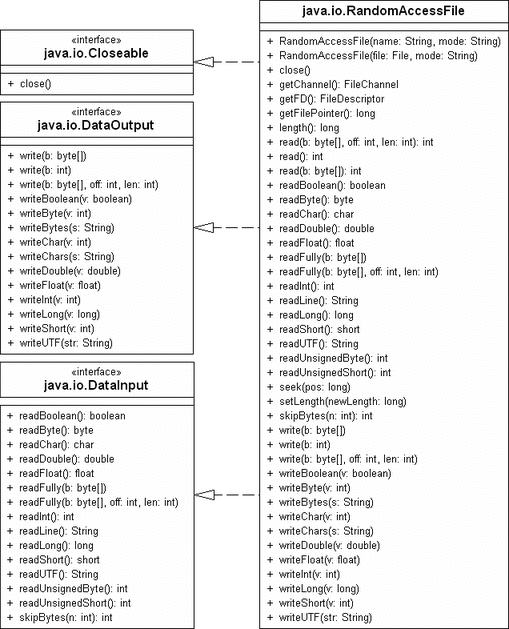 «interface»
java.io.Closeable
+ close()
«interface»
java.io.DataOutput
+ write(b: byte[])
+ write(b: int)
+ write(b: byte[], off: int, len: int)
+ writeBoolean(v: boolean)
+ writeByte(v: int)
+ writeBytes(s: String)
+ writeChar(v: int)
+ writeChars(s: String)
+ writeDouble(v: double)
+ writeFloat(v: float)
+ writeInt(v: int)
+ writeLong(v: long)
+ writeShort(v: int)
+ writeUTF(str: String)
«interface»
java.io.DataInput
+ readBoolean(): boolean
+ readByte(): byte
+ readChar(): char
+ readDouble(): double
+ readFloat(): float
+ readFully(b: byte[])
+ readFully(b: byte[], off: int, len: int)
+ readInt(): int
+ readLine(): String
+ readLong(): long
+ readShort(): short
+ readUTF(): String
+ readUnsignedByte(): int
+ readUnsignedShort(): int
+ skipBytes(n: int): int
java.io.RandomAccessFile
+ RandomAccessFile(name: String, mode: String)
+ RandomAccessFile(file: File, mode: String)
+ close()
+ getChannel(): FileChannel
+ getFD(): FileDescriptor
+ getFilePointer(): long
+ length(): long
+ read(b: byte[], off: int, len: int): int
+ read(): int
+ read(b: byte[]): int
+ readBoolean(): boolean
+ readByte(): byte
+ readChar(): char
+ readDouble(): double
+ readFloat(): float
+ readFully(b: byte[])
+ readFully(b: byte[], off: int, len: int)
+ readInt(): int
+ readLine(): String
+ readLong(): long
+ readShort(): short
+ readUTF(): String
+ readUnsignedByte(): int
+ readUnsignedShort(): int
+ seek(pos: long)
+ setLength(newLength: long)
+ skipBytes(n: int): int
+ write(b: byte[])
+ write(b: int)
+ write(b: byte[], off: int, len: int)
+ writeBoolean(v: boolean)
+ writeByte(v: int)
+ writeBytes(s: String)
+ writeChar(v: int)
+ writeChars(s: String)
+ writeDouble(v: double)
+ writeFloat(v: float)
+ writeInt(v: int)
+ writeLong(v: long)
+ writeShort(v: int)
+ writeUTF(str: String)